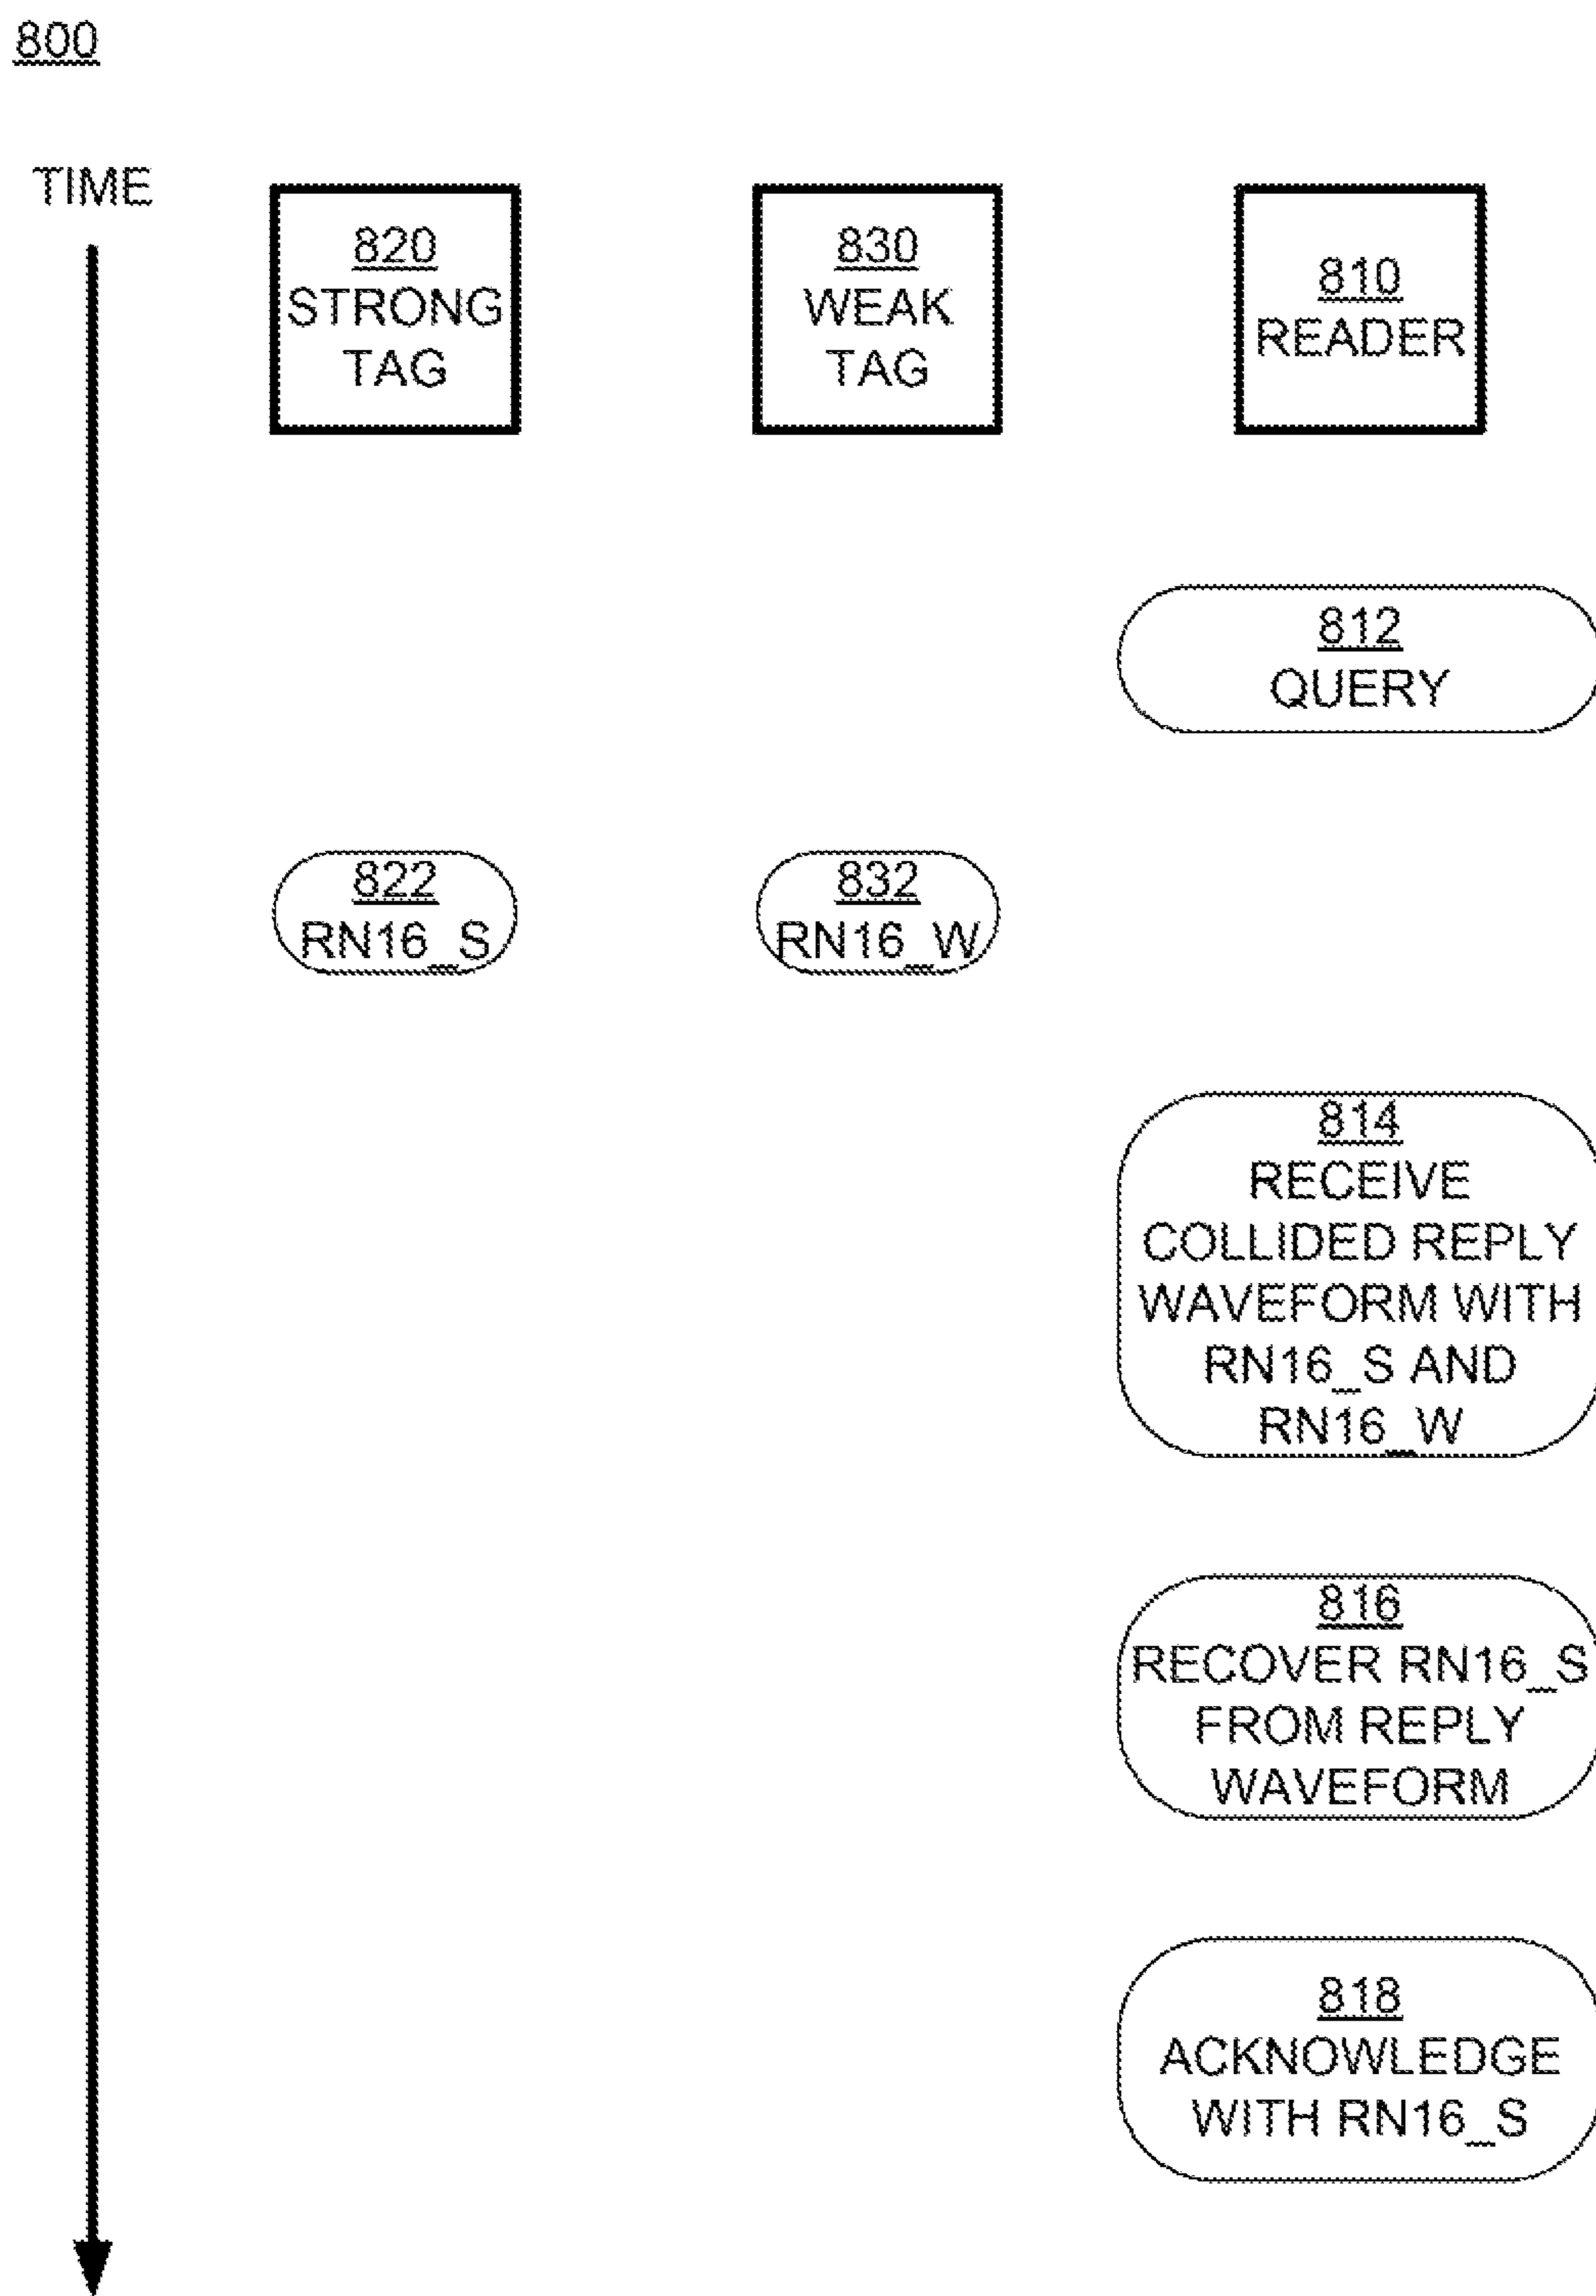 800
TIME
820
STRONG
TAG
830
WEAK
TAG
810
READER
812
QUERY
822
RN16_S
832
RN16_W
814
RECEIVE
COLLIDED REPLY
WAVEFORM WITH
RN16_S AND
RN16_W
816
RECOVER RN16_S
FROM REPLY
WAVEFORM
818
ACKNOWLEDGE
WITH RN16_S